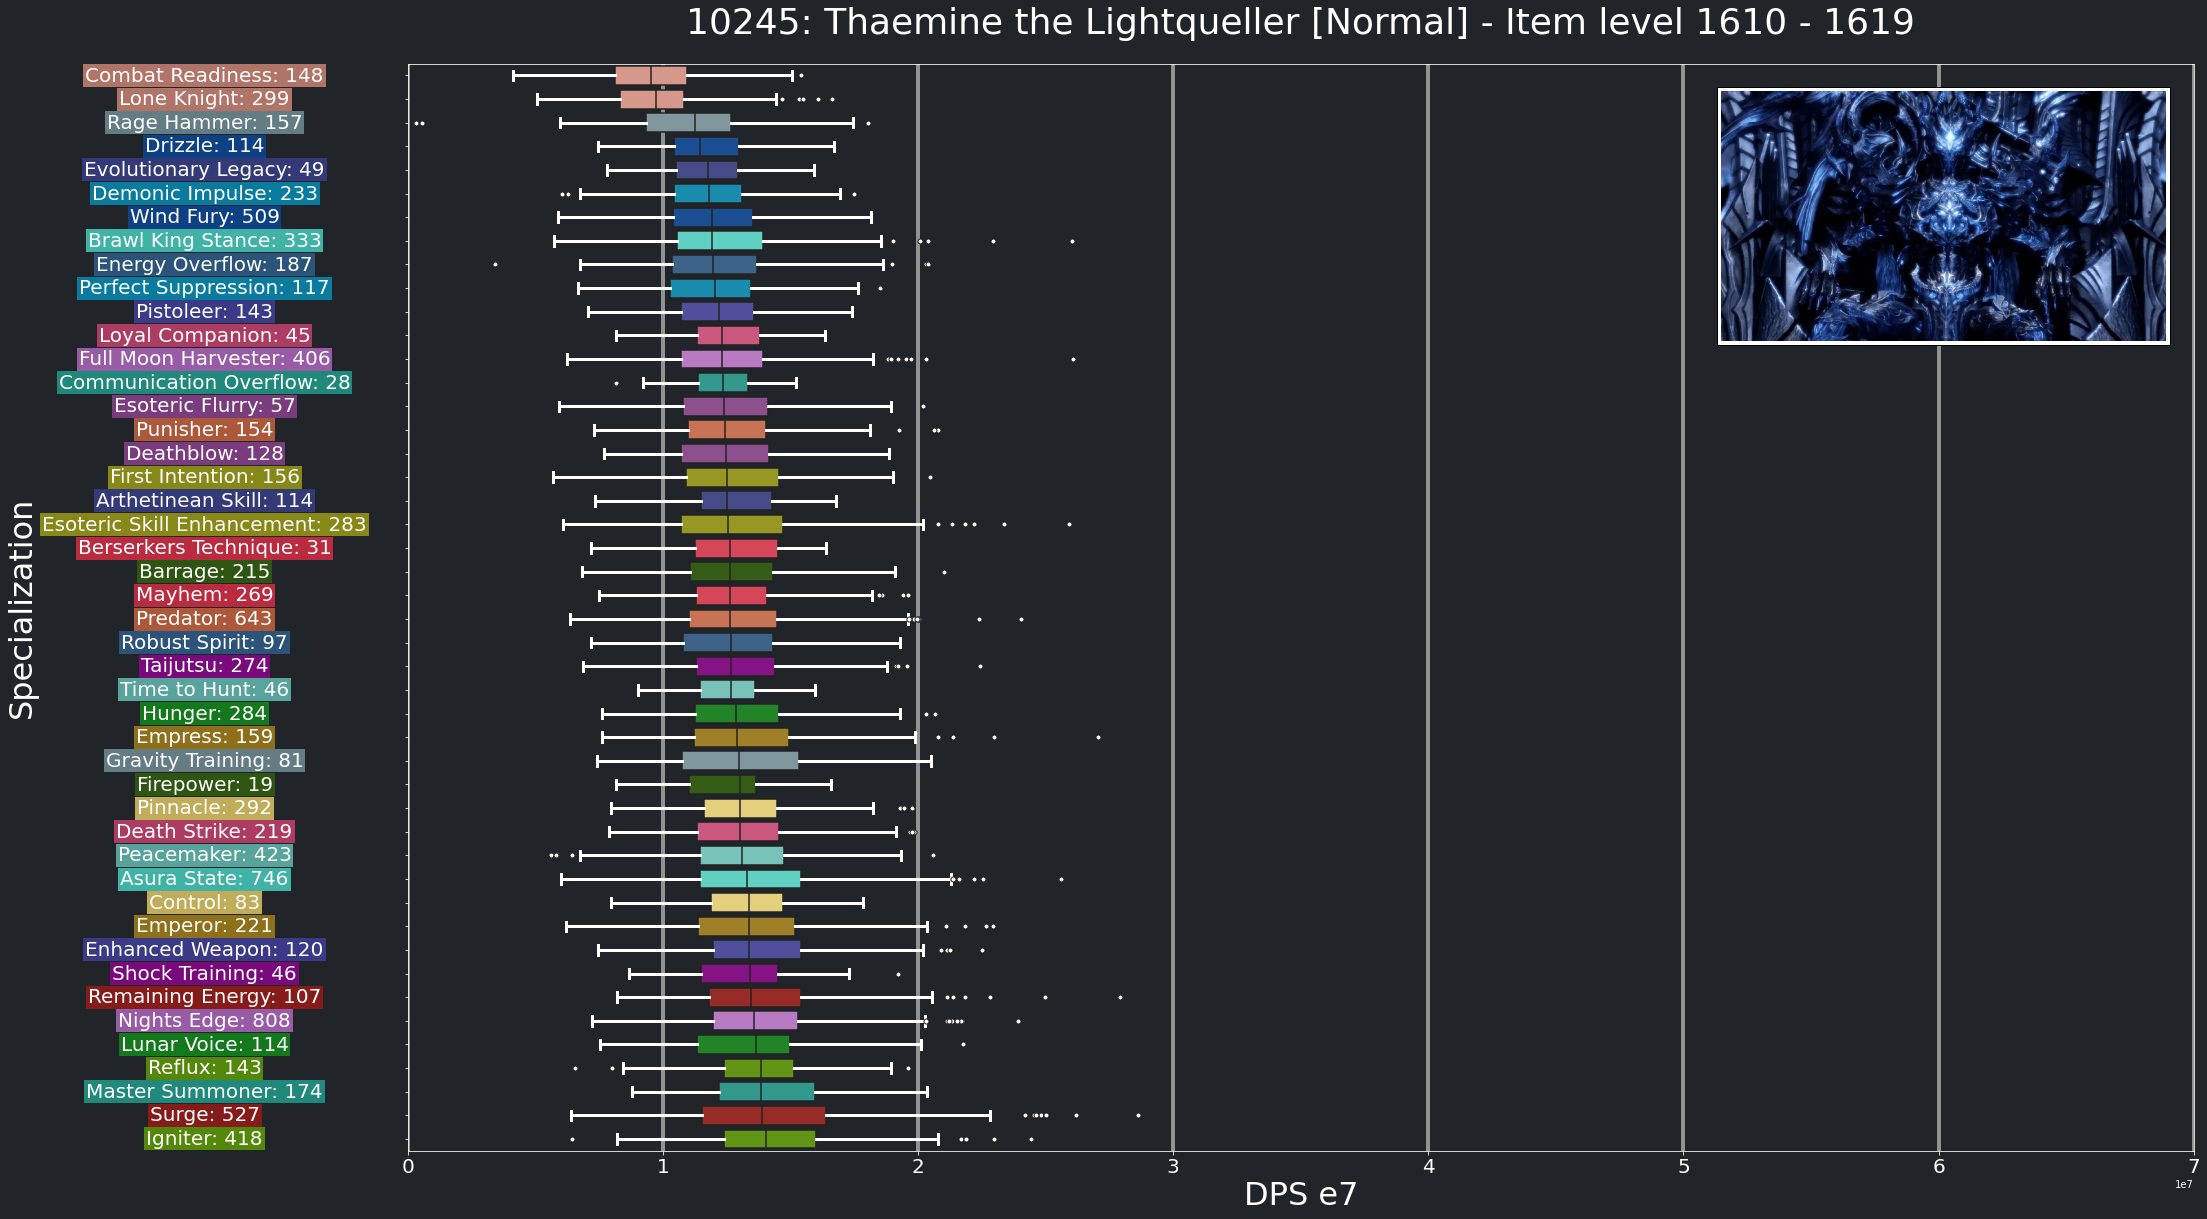 10245: Thaemine the Lightqueller [Normal] - Item level 1610 - 1619
Combat Readiness: 148
Lone Knight: 299
Rage Hammer: 157
Drizzle: 114
Evolutionary Legacy: 49
Demonic Impulse: 233
Wind Fury: 509
Brawl King Stance: 333
Energy Overflow: 187
Perfect Suppression: 117
Pistoleer: 143
Loyal Companion: 45
Full Moon Harvester: 406
Communication Overflow: 28
Esoteric Flurry: 57
Punisher: 154
Deathblow: 128
First Intention: 156
Arthetinean Skill: 114
Esoteric Skill Enhancement: 283
Berserkers Technique: 31
Barrage: 215
Mayhem: 269
Predator: 643
Robust Spirit: 97
Taijutsu: 274
Time to Hunt: 46
Hunger: 284
Empress: 159
Gravity Training: 81
Firepower: 19
Pinnacle: 292
Death Strike: 219
Peacemaker: 423
Asura State: 746
Control: 83
Emperor: 221
Enhanced Weapon: 120
Shock Training: 46
Remaining Energy: 107
Nights Edge: 808
Lunar Voice: 114
Reflux: 143
Master Summoner: 174
Surge: 527
Igniter: 418
Specialization
0 1 2 3 4 5 6 7
1e7
DPS e7